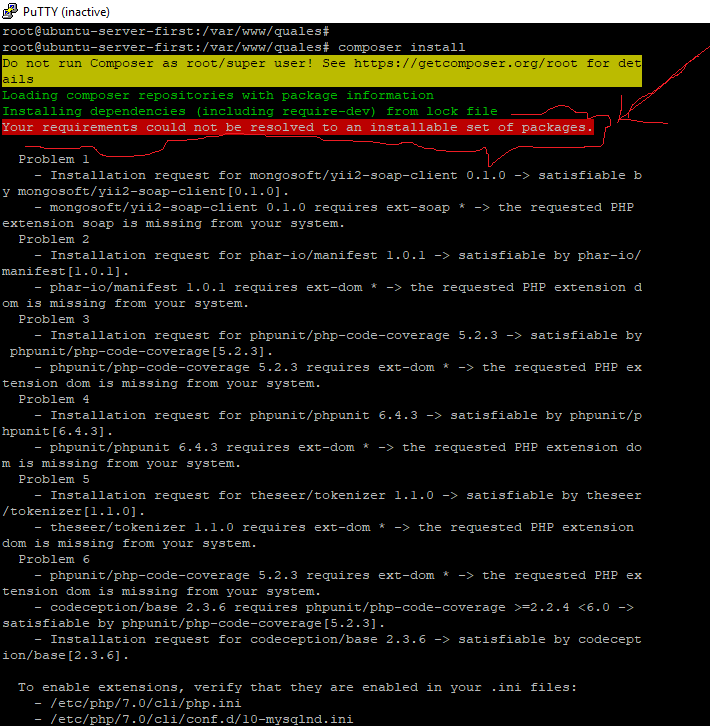 PuTTY (inactive)
root@ubuntu-server-first:/var/www/quales#
root@ubuntu-server-first:/var/www/quales# composer install
Do not run Composer as root/super user! See https://getcomposer.org/root for det
ails
Loading composer repositories with package information
Installing dependencies (including require-dev) from lock file
Your requirements could not be resolved to an installable set of packages.
Problem 1
- Installation request for mongosoft/yii2-soap-client 0.1.0 -> satisfiable b
y mongosoft/yii2-soap-client[0.1.0].
- mongosoft/yii2-soap-client 0.1.0 requires ext-soap * -> the requested PHP
extension soap is missing from your system.
Problem 2
- Installation request for phar-io/manifest 1.0.1 -> satisfiable by phar-io/
manifest[1.0.1].
- phar-io/manifest 1.0.1 requires ext-dom * -> the requested PHP extension d
om is missing from your system.
Problem 3
- Installation request for phpunit/php-code-coverage 5.2.3 -> satisfiable by
phpunit/php-code-coverage[5.2.3].
- phpunit/php-code-coverage 5.2.3 requires ext-dom * -> the requested PHP ex
tension dom is missing from your system.
Problem 4
- Installation request for phpunit/phpunit 6.4.3 -> satisfiable by phpunit/p
hpunit[6.4.3].
- phpunit/phpunit 6.4.3 requires ext-dom * -> the requested PHP extension do
m is missing from your system.
Problem 5
- Installation request for theseer/tokenizer 1.1.0 -> satisfiable by theseer
/tokenizer[1.1.0].
- theseer/tokenizer 1.1.0 requires ext-dom * -> the requested PHP extension
dom is missing from your system.
Problem 6
- phpunit/php-code-coverage 5.2.3 requires ext-dom * -> the requested PHP ex
tension dom is missing from your system.
- codeception/base 2.3.6 requires phpunit/php-code-coverage >=2.2.4 <6.0 ->
satisfiable by phpunit/php-code-coverage[5.2.3].
- Installation request for codeception/base 2.3.6 -> satisfiable by codecept
ion/base[2.3.6].
To enable extensions, verify that they are enabled in your .ini files:
- /etc/php/7.0/cli/php.ini
- /etc/php/7.0/cli/conf.d/10-mysqlnd.ini